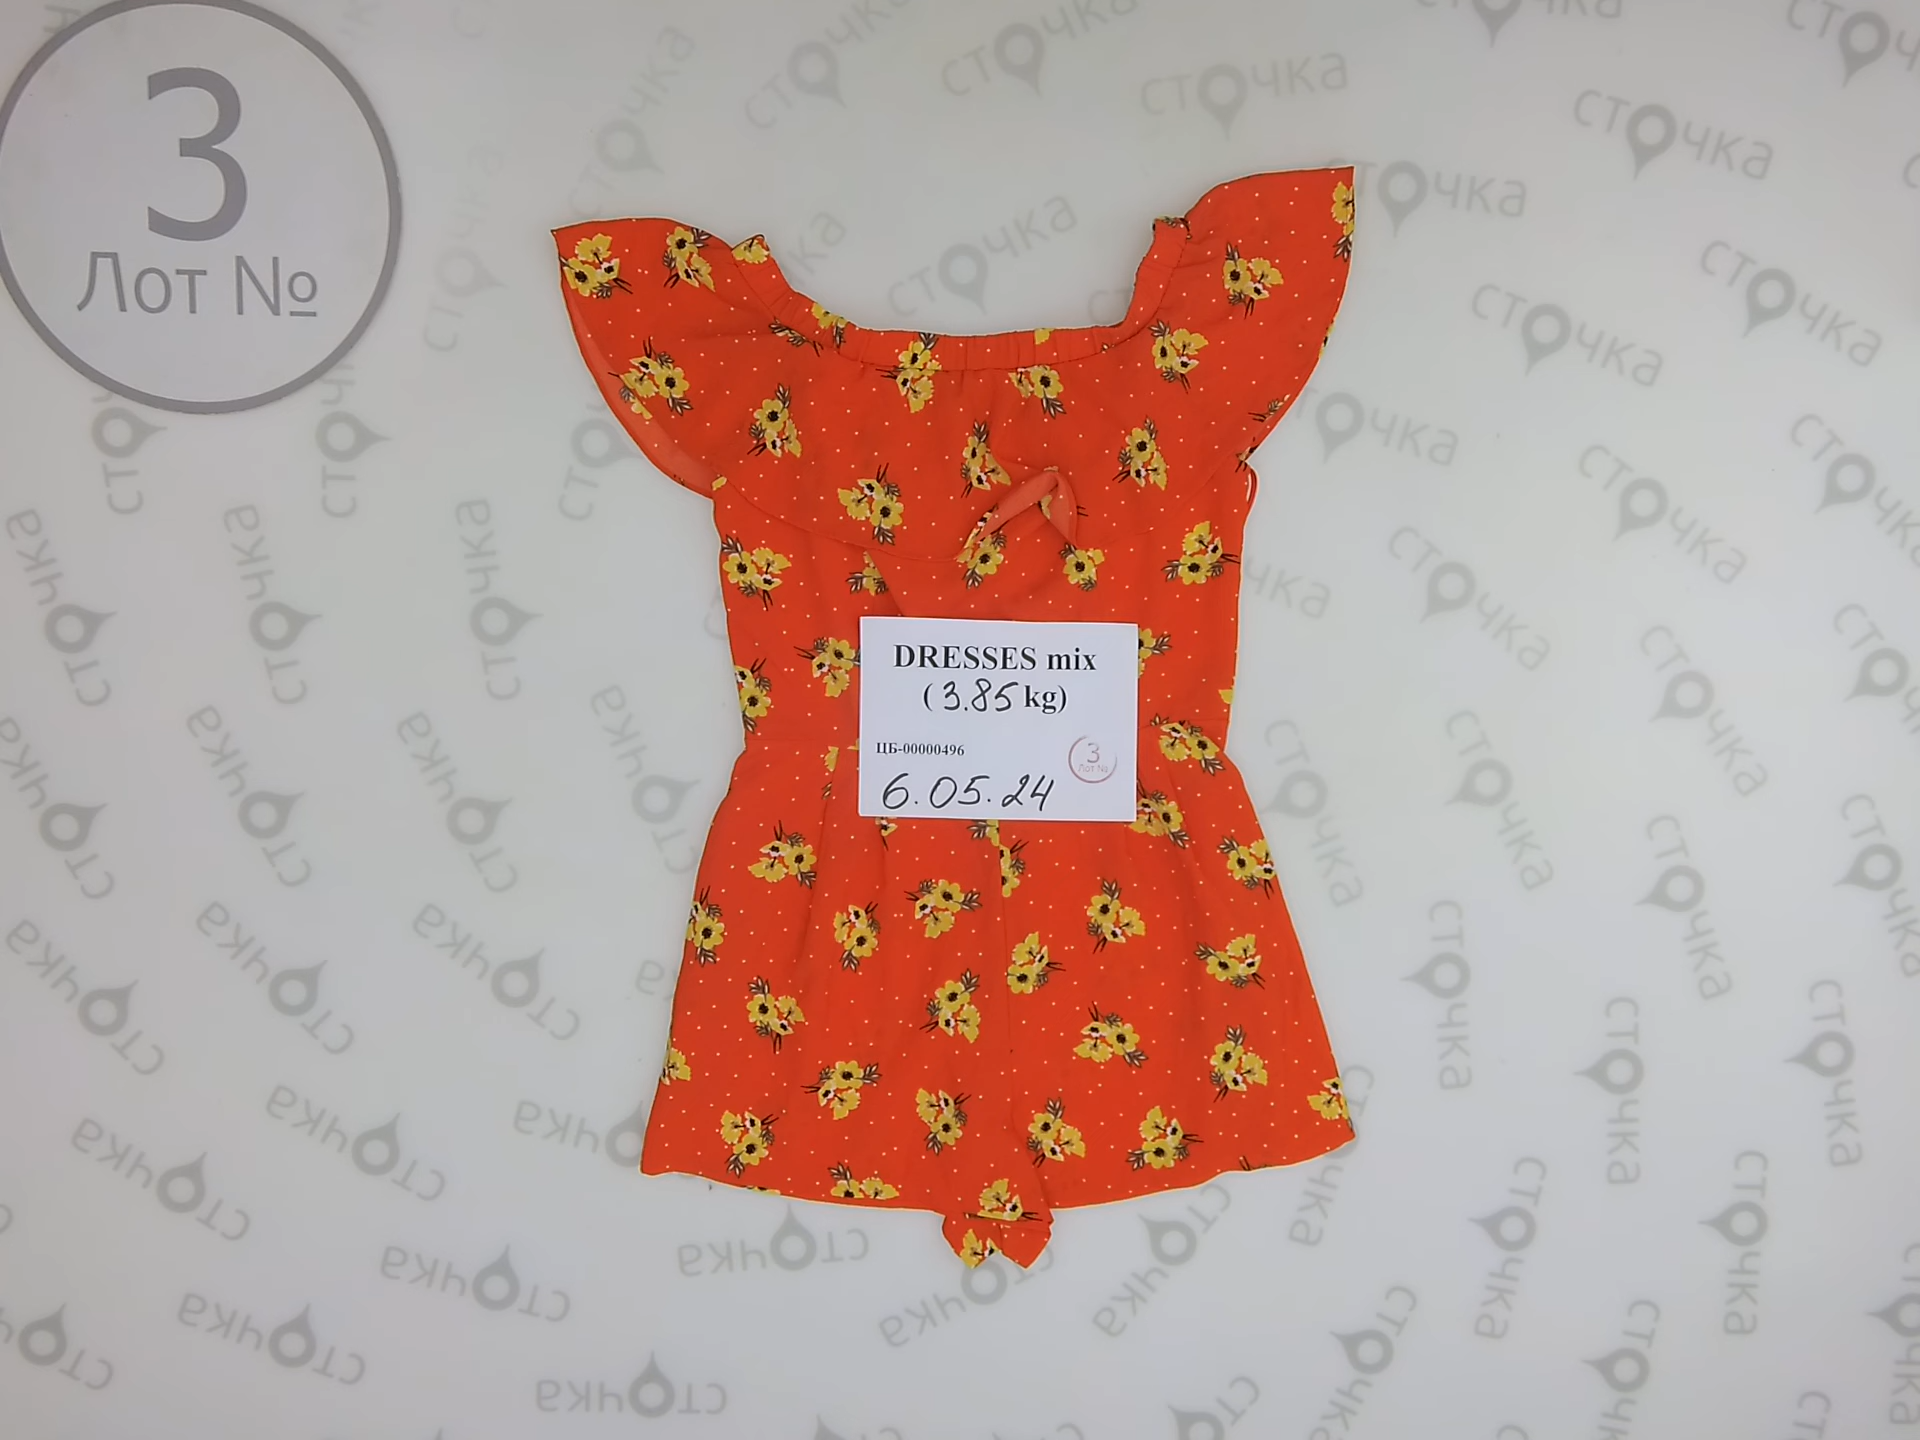 3
Лот №
DRESSES mix
(3.85 kg)
ЦБ-00000496
3
Лот №
6.05.24
сточка